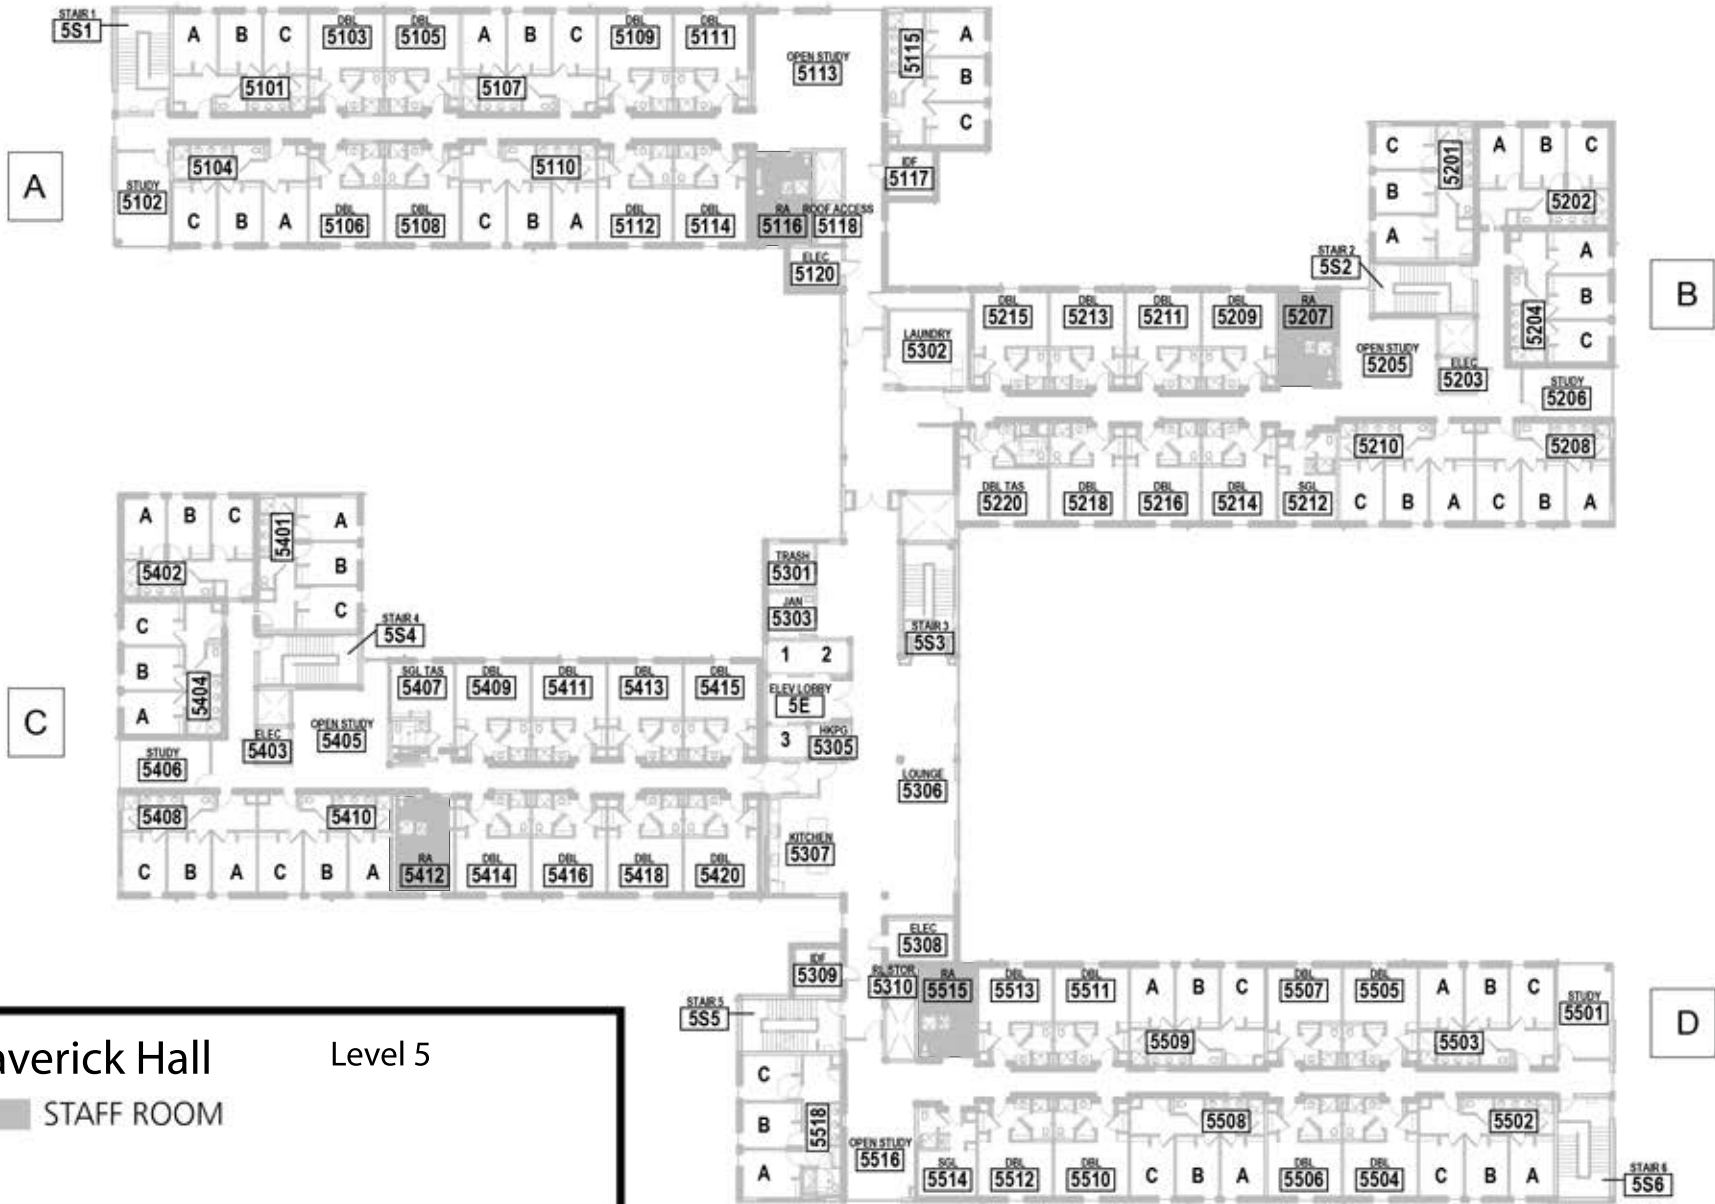 STAIR 1
5S1
A B C
DBL
5103
DBL
5105
A B C
DBL
5109
DBL
5111
5101
5107
OPEN STUDY
5113
5115
A
B
C
A
5104
5110
STUDY
5102
C B A
DBL
5106
DBL
5108
C B A
DBL
5112
DBL
5114
RA
5116
ROOF ACCESS
5118
IDF
5117
ELEC
5120
C
B
A
5201
A B C
5202
STAIR 2
5S2
5204
A
B
C
B
DBL
5215
DBL
5213
DBL
5211
DBL
5209
RA
5207
LAUNDRY
5302
OPEN STUDY
5205
ELEC
5203
STUDY
5206
5210
5208
DBL TAS
5220
DBL
5218
DBL
5216
DBL
5214
SGL
5212
C B A C B A
A B C
5401
A
B
C
5402
C
B
A
5404
STAIR 4
5S4
TRASH
5301
JAN
5303
STAIR 3
5S3
1 2
SGL TAS
5407
DBL
5409
DBL
5411
DBL
5413
DBL
5415
ELEV LOBBY
5E
3
HKPG
5305
C
ELEC
5403
OPEN STUDY
5405
STUDY
5406
LOUNGE
5306
5408
5410
C B A C B A
RA
5412
DBL
5414
DBL
5416
DBL
5418
DBL
5420
KITCHEN
5307
ELEC
5308
IDF
5309
RL STOR
5310
RA
5515
DBL
5513
DBL
5511
A B C
DBL
5507
DBL
5505
A B C
STUDY
5501
STAIR 5
5S5
5509
5503
D
C
B
A
5518
OPEN STUDY
5516
SGL
5514
DBL
5512
DBL
5510
5508
C B A
DBL
5506
DBL
5504
5502
C B A
STAIR 6
5S6
averick Hall
Level 5
STAFF ROOM